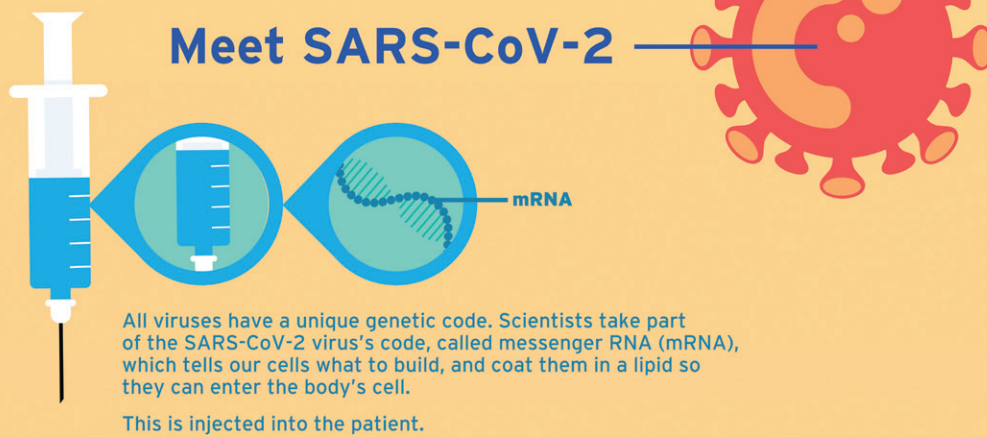 Meet SARS-CoV-2
mRNA
All viruses have a unique genetic code. Scientists take part
of the SARS-CoV-2 virus's code, called messenger RNA (mRNA),
which tells our cells what to build, and coat them in a lipid so
they can enter the body's cell.
This is injected into the patient.